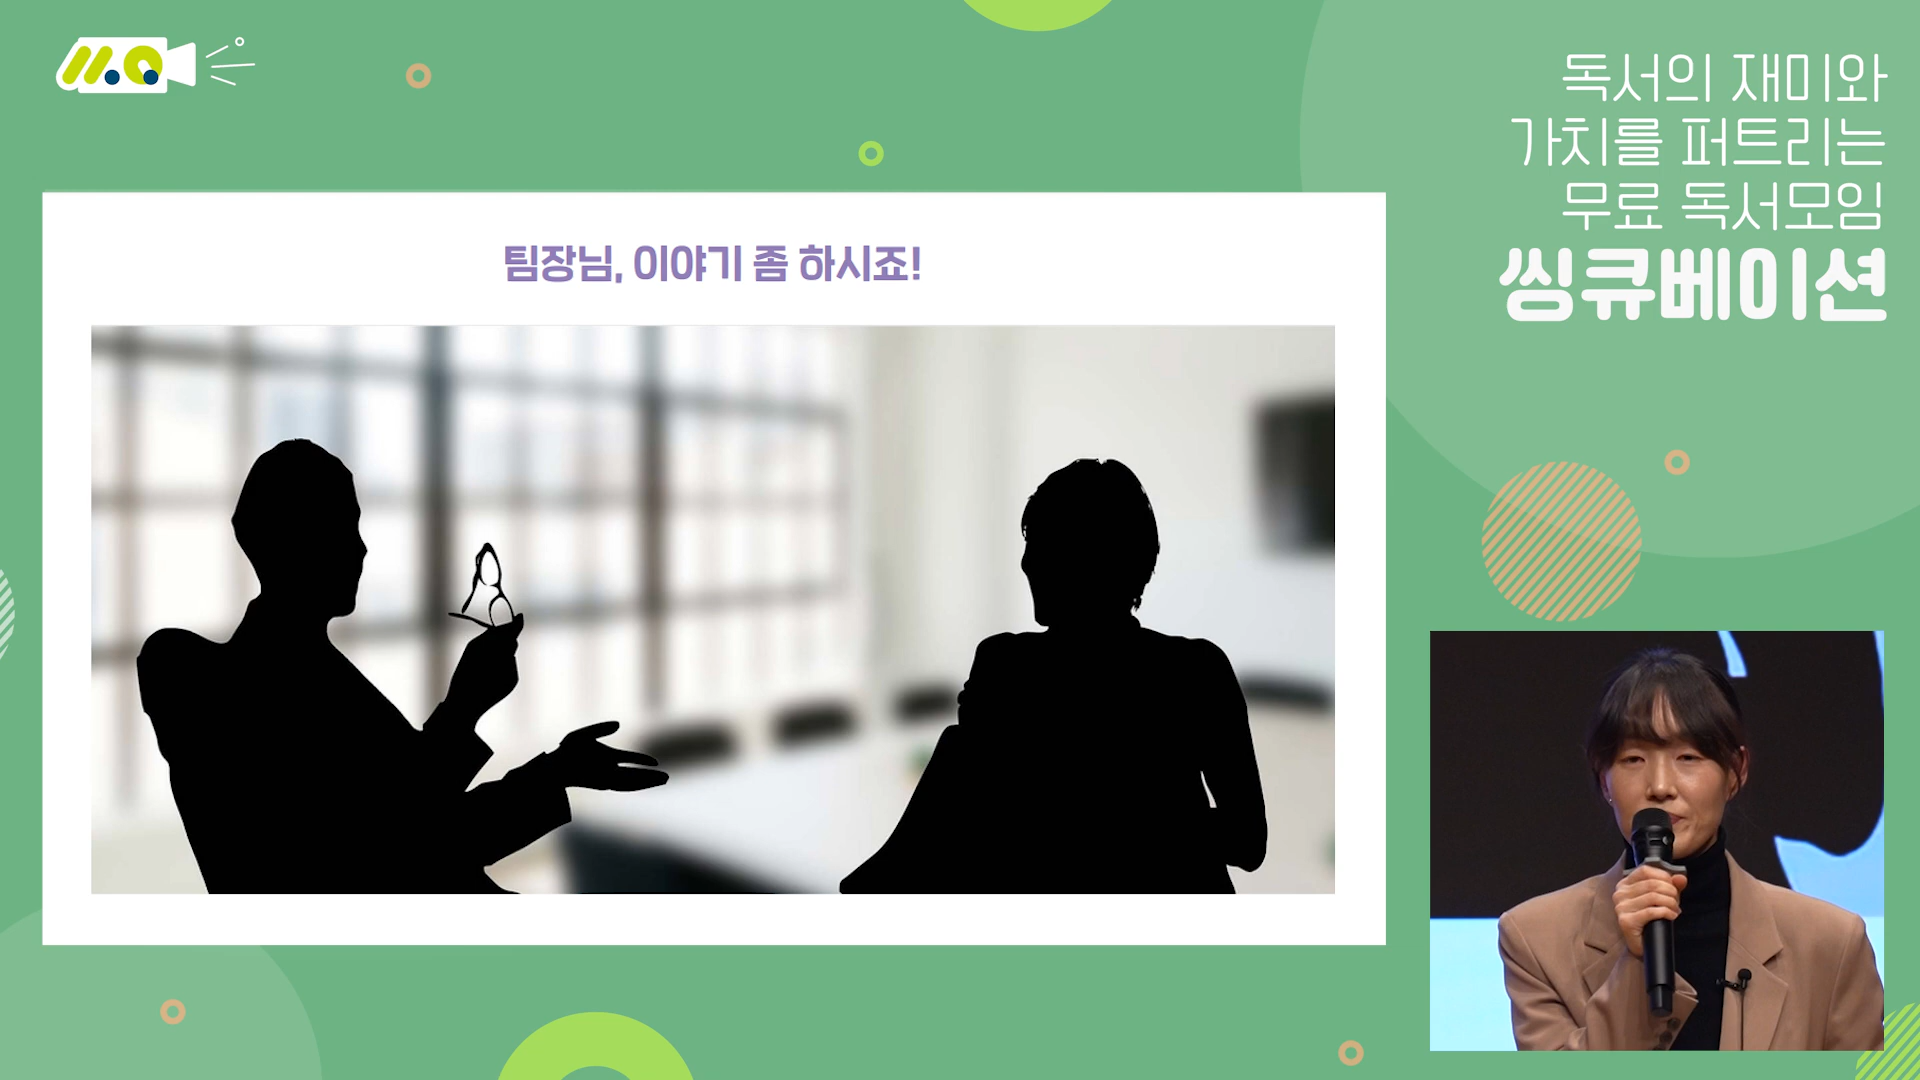 독서의 재미와
가치를 퍼트리는
무료 독서모임
씽큐베이션
팀장님, 이야기 좀 하시죠!